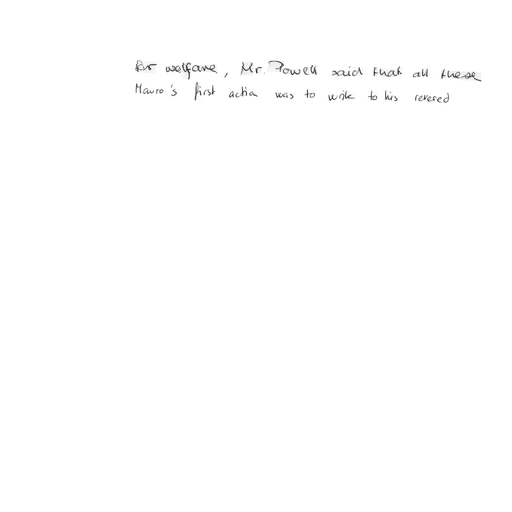 For welfare, Mr. Powell said that all these
Mauro's first action was to write to his revered